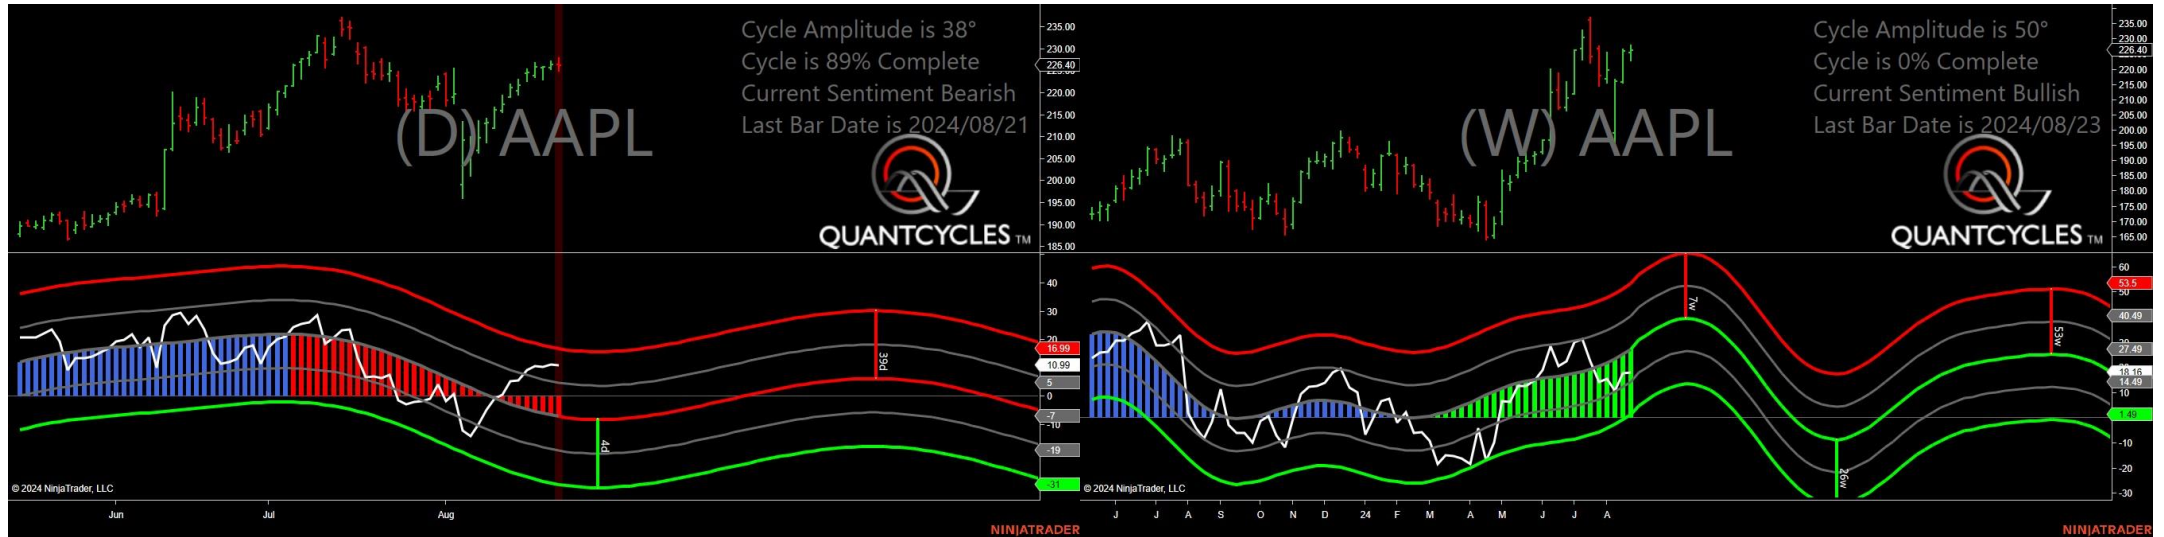 Cycle Amplitude is 38°
Cycle is 89% Complete
Current Sentiment Bearish
Last Bar Date is 2024/08/21
(D) AAPL
QUANTCYCLES TM
235.00
230.00
226.40
225.00
220.00
215.00
210.00
205.00
200.00
195.00
190.00
185.00
40
30
20
16.99
10.99
5
0
-7
-10
-19
-31
39d
4d
© 2024 NinjaTrader, LLC
Jun
Jul
Aug
NINJATRADER
Cycle Amplitude is 50°
Cycle is 0% Complete
Current Sentiment Bullish
Last Bar Date is 2024/08/23
(W) AAPL
QUANTCYCLES TM
235.00
230.00
226.40
220.00
215.00
210.00
205.00
200.00
195.00
190.00
185.00
180.00
175.00
170.00
165.00
60
53.5
50
40.49
27.49
18.16
14.49
10
1.49
-10
-20
-30
7w
53w
26w
© 2024 NinjaTrader, LLC
J J A S O N D 24 F M A M J J A
NINJATRADER